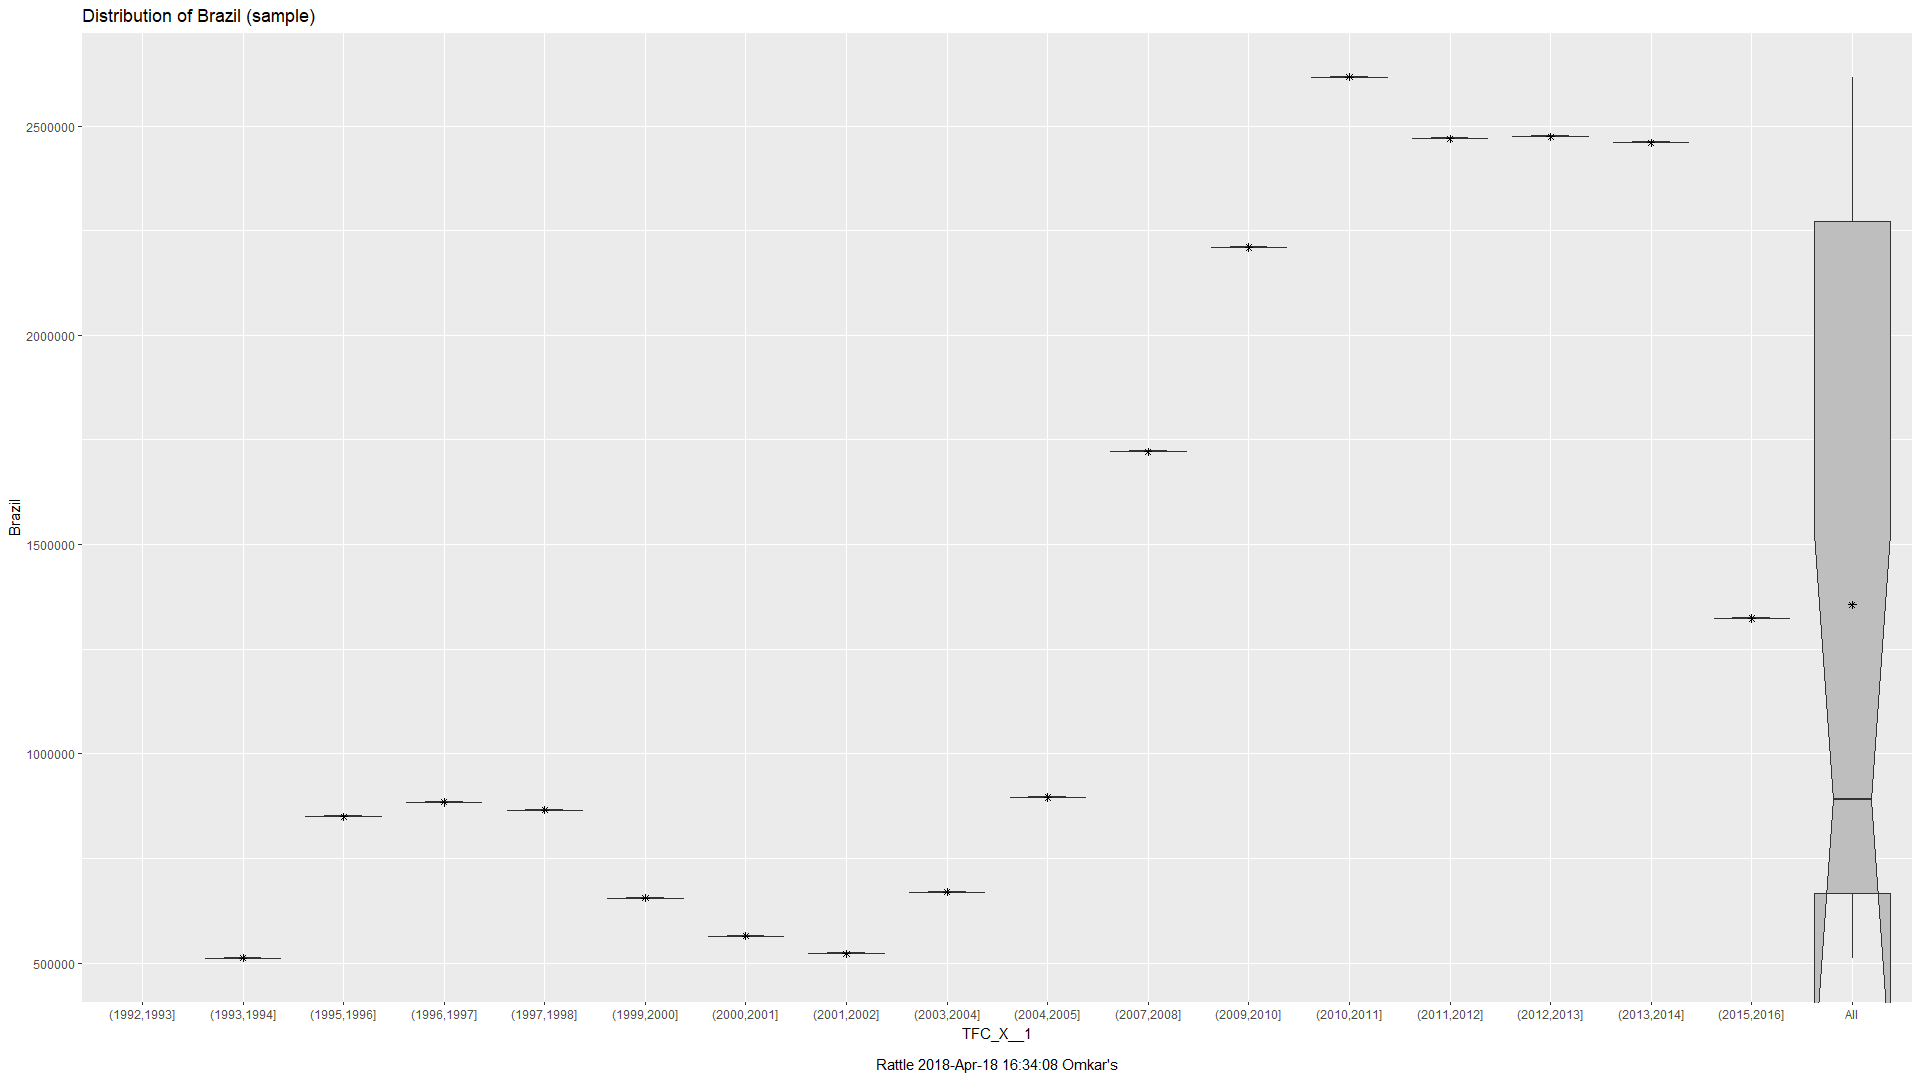 Distribution of Brazil (sample)
2500000
2000000
1500000
1000000
500000
Brazil
(1992,1993] (1993,1994] (1995,1996] (1996,1997] (1997,1998] (1999,2000] (2000,2001] (2001,2002] (2003,2004] (2004,2005] (2007,2008] (2009,2010] (2010,2011] (2011,2012] (2012,2013] (2013,2014] (2015,2016] All
TFC_X__1
Rattle 2018-Apr-18 16:34:08 Omkar's